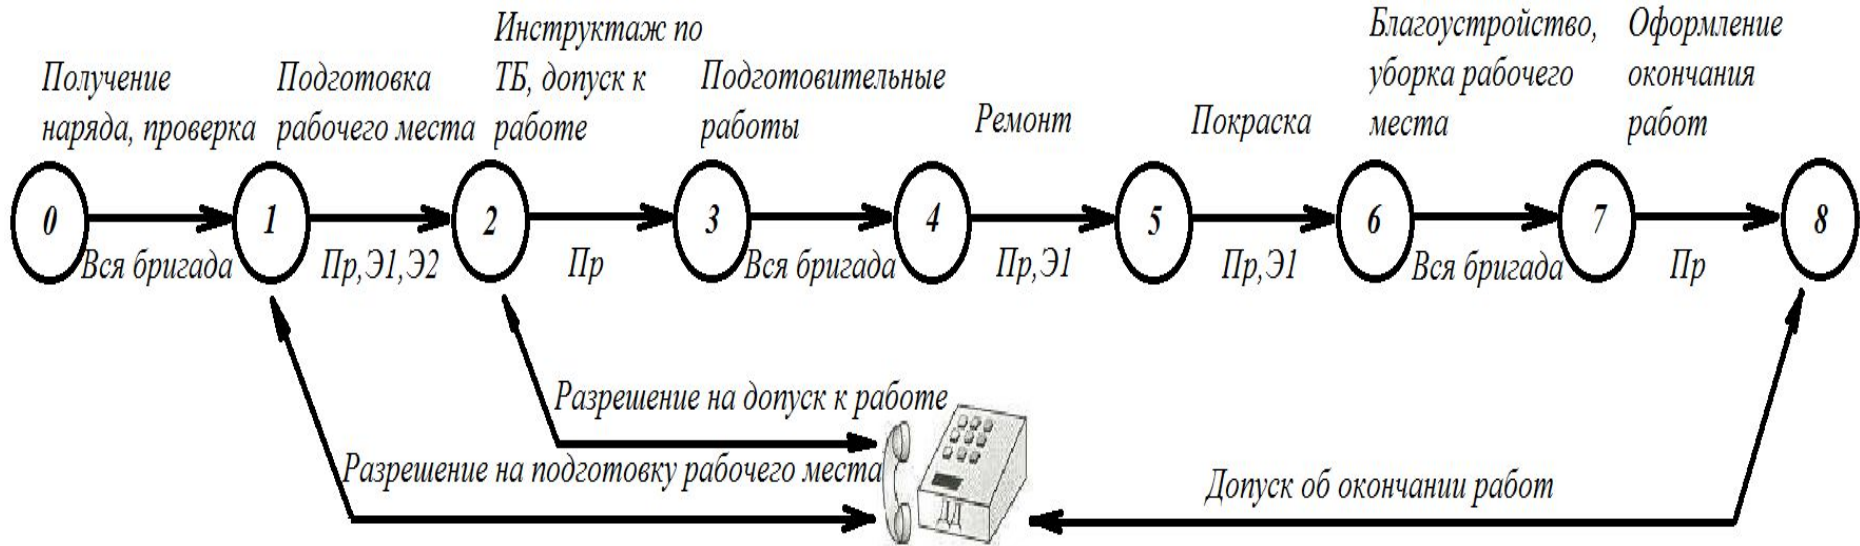 Получение
наряда, проверка
Подготовка
рабочего места
Инструктаж по
ТБ, допуск к
работе
Подготовительные
работы
Ремонт
Покраска
Благоустройство,
уборка рабочего
места
Оформление
окончания
работ
0
1
2
3
4
5
6
7
8
Вся бригада
Пр,Э1,Э2
Пр
Вся бригада
Пр,Э1
Пр,Э1
Вся бригада
Пр
Разрешение на допуск к работе
Разрешение на подготовку рабочего места
Допуск об окончании работ